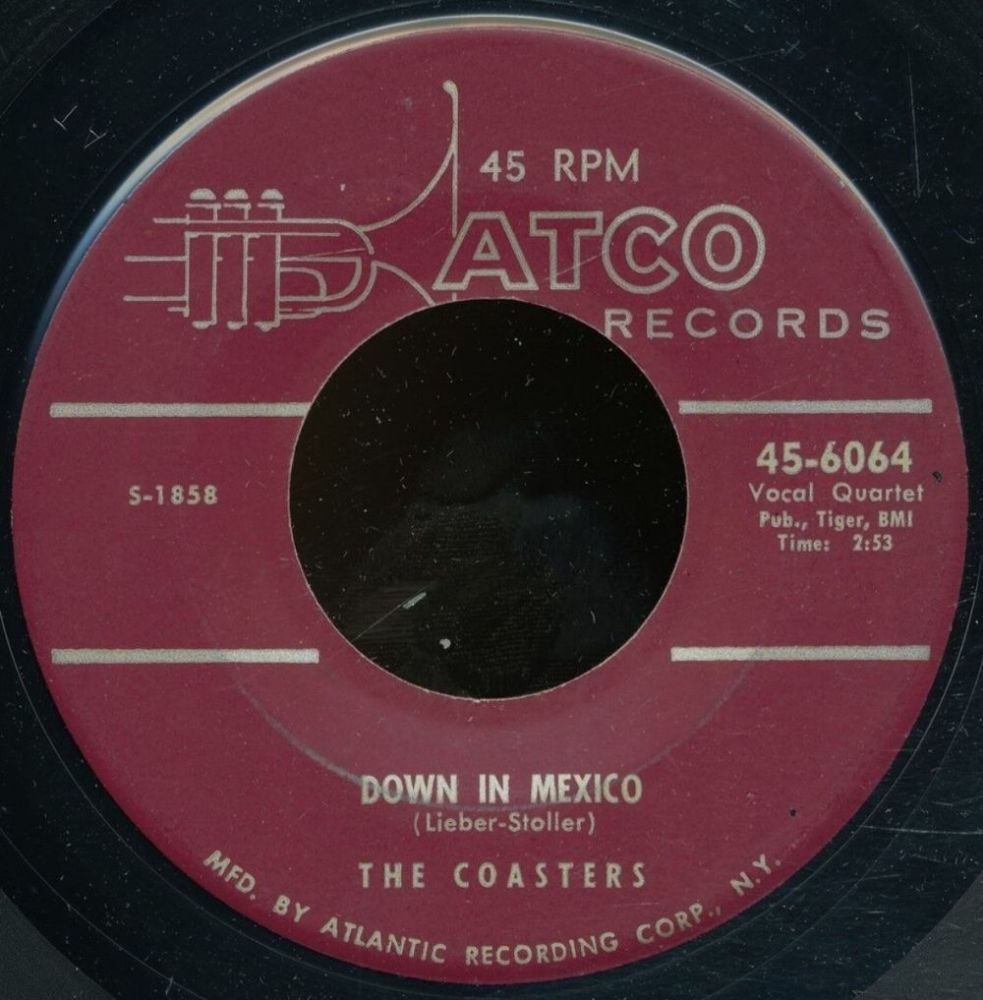 45 RPM
ATCO
RECORDS
S-1858
45-6064
Vocal Quartet
Pub., Tiger, BMI
Time: 2:53
DOWN IN MEXICO
(Lieber-Stoller)
THE COASTERS
MFD. BY ATLANTIC RECORDING CORP., N.Y.